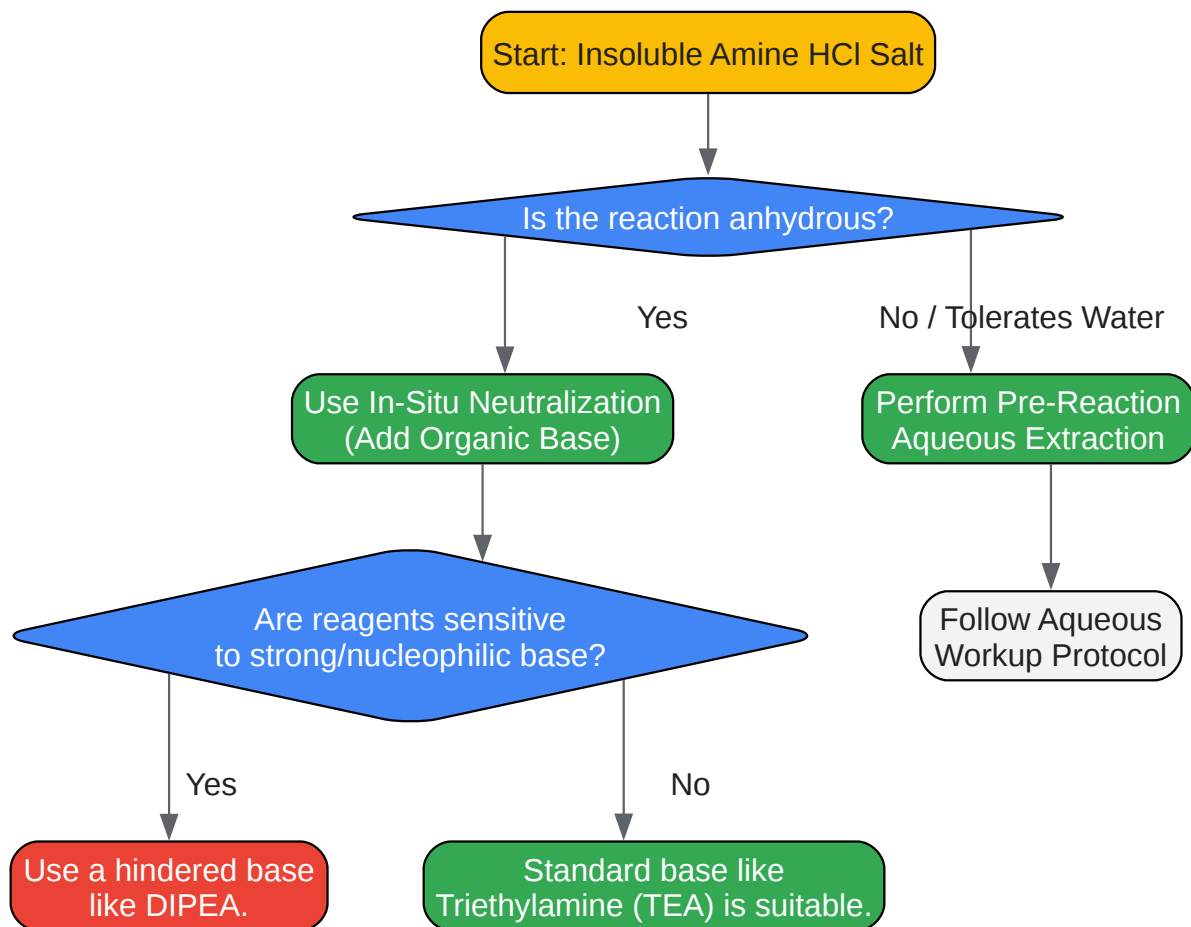 Start: Insoluble Amine HCl Salt
Is the reaction anhydrous?
Yes
No / Tolerates Water
Use In-Situ Neutralization
(Add Organic Base)
Perform Pre-Reaction
Aqueous Extraction
Are reagents sensitive
to strong/nucleophilic base?
Follow Aqueous
Workup Protocol
Yes
No
Use a hindered base
like DIPEA.
Standard base like
Triethylamine (TEA) is suitable.